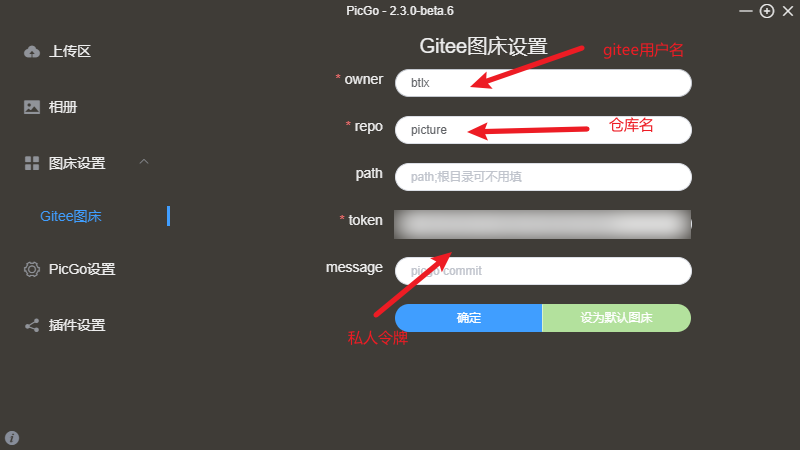 PicGo - 2.3.0-beta.6
上传区
相册
图床设置
Gitee图床
PicGo设置
插件设置
Gitee图床设置
gitee用户名
* owner
btlx
* repo
picture
仓库名
path
path;根目录可不用填
* token
message
picgo commit
私人令牌
确定
设为默认图床